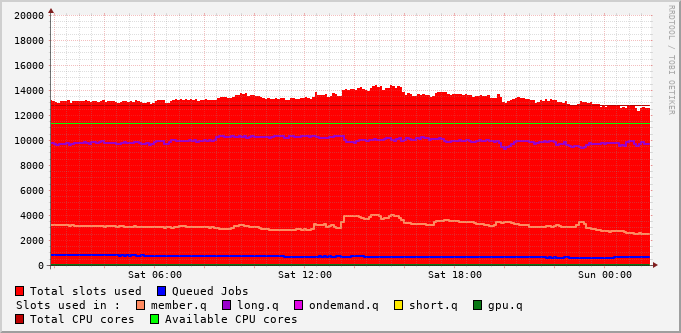 20000
18000
16000
14000
12000
10000
8000
6000
4000
2000
0
Sat 06:00 Sat 12:00 Sat 18:00 Sun 00:00
Total slots used Queued Jobs
Slots used in : member.q long.q ondemand.q short.q gpu.q
Total CPU cores Available CPU cores
RRDTOOL / TOBI OETIKER